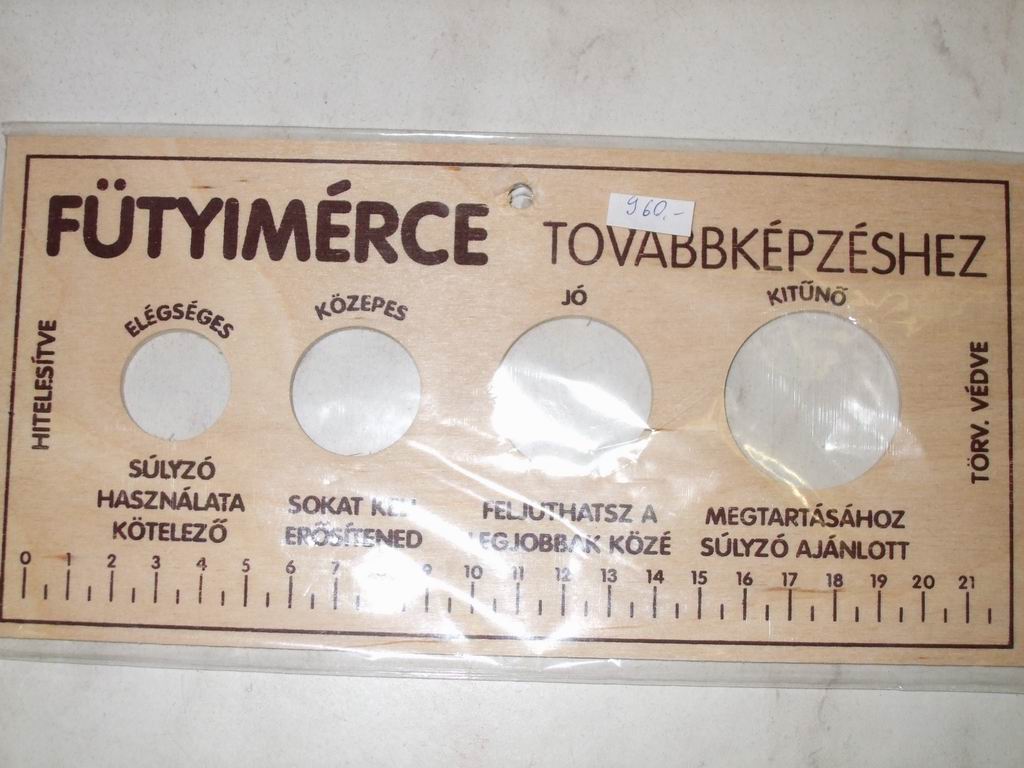 FÜTYIMÉRCE
TOVÁBBKÉPZÉSHEZ
960,-
HITELESÍTVE
ELÉGSÉGES
KÖZEPES
JÓ
KITŰNŐ
TÖRV. VÉDVE
SÚLYZÓ
HASZNÁLATA
KÖTELEZŐ
SOKAT KELL
ERŐSÍTENED
FELJUTHATSZ A
LEGJOBBAK KÖZÉ
MEGTARTÁSÁHOZ
SÚLYZÓ AJÁNLOTT
0 1 2 3 4 5 6 7 9 10 11 12 13 14 15 16 17 18 19 20 21